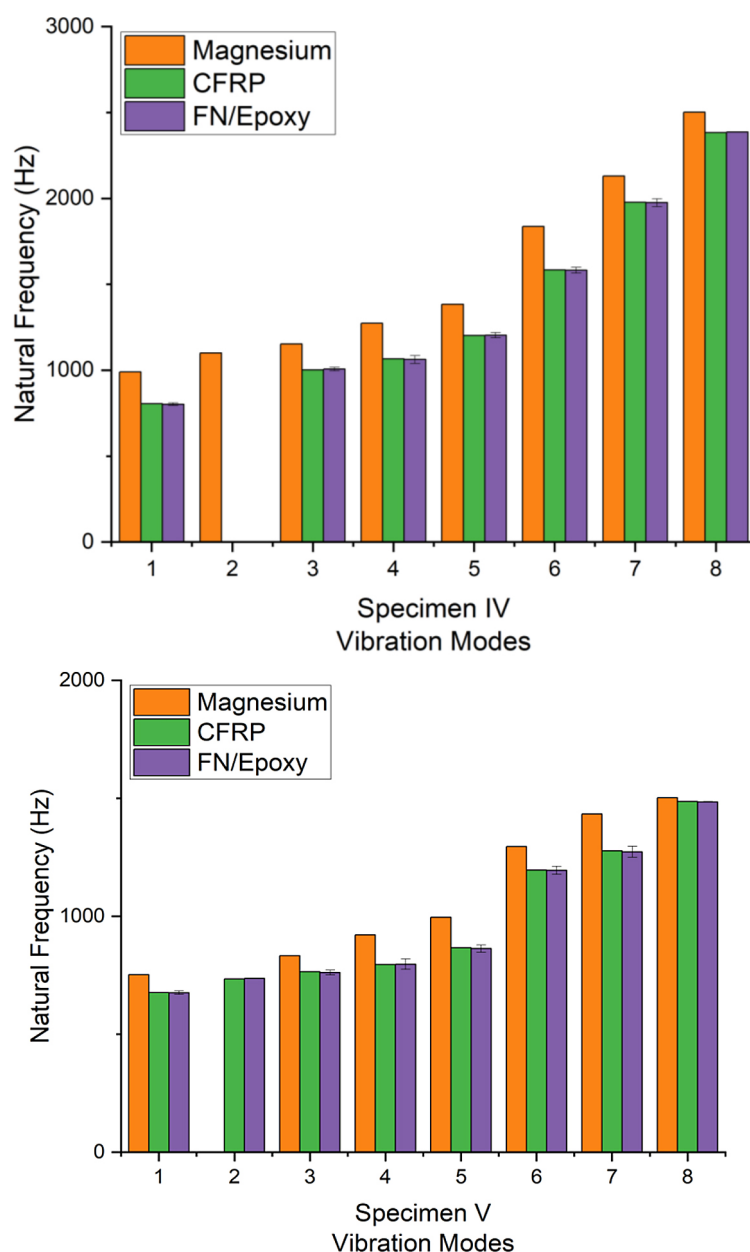 3000
Magnesium
CFRP
FN/Epoxy
2000
1000
0
Natural Frequency (Hz)
1 2 3 4 5 6 7 8
Specimen IV
Vibration Modes
2000
Magnesium
CFRP
FN/Epoxy
1000
0
Natural Frequency (Hz)
1 2 3 4 5 6 7 8
Specimen V
Vibration Modes